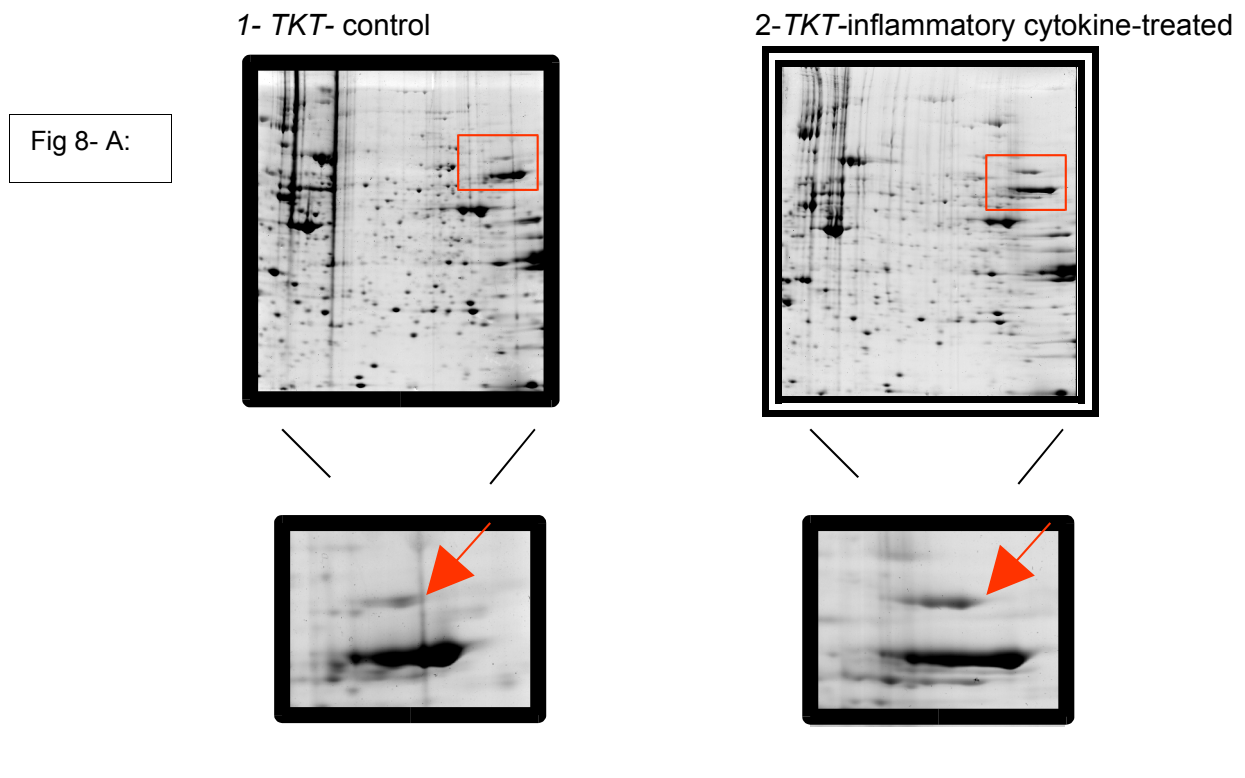 1- TKT- control
2-TKT-inflammatory cytokine-treated
Fig 8- A: